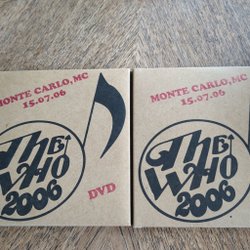 MONTE CARLO, MC
15.07.06
THE
WHO
2006
DVD
MONTE CARLO, MC
15.07.06
THE
WHO
2006